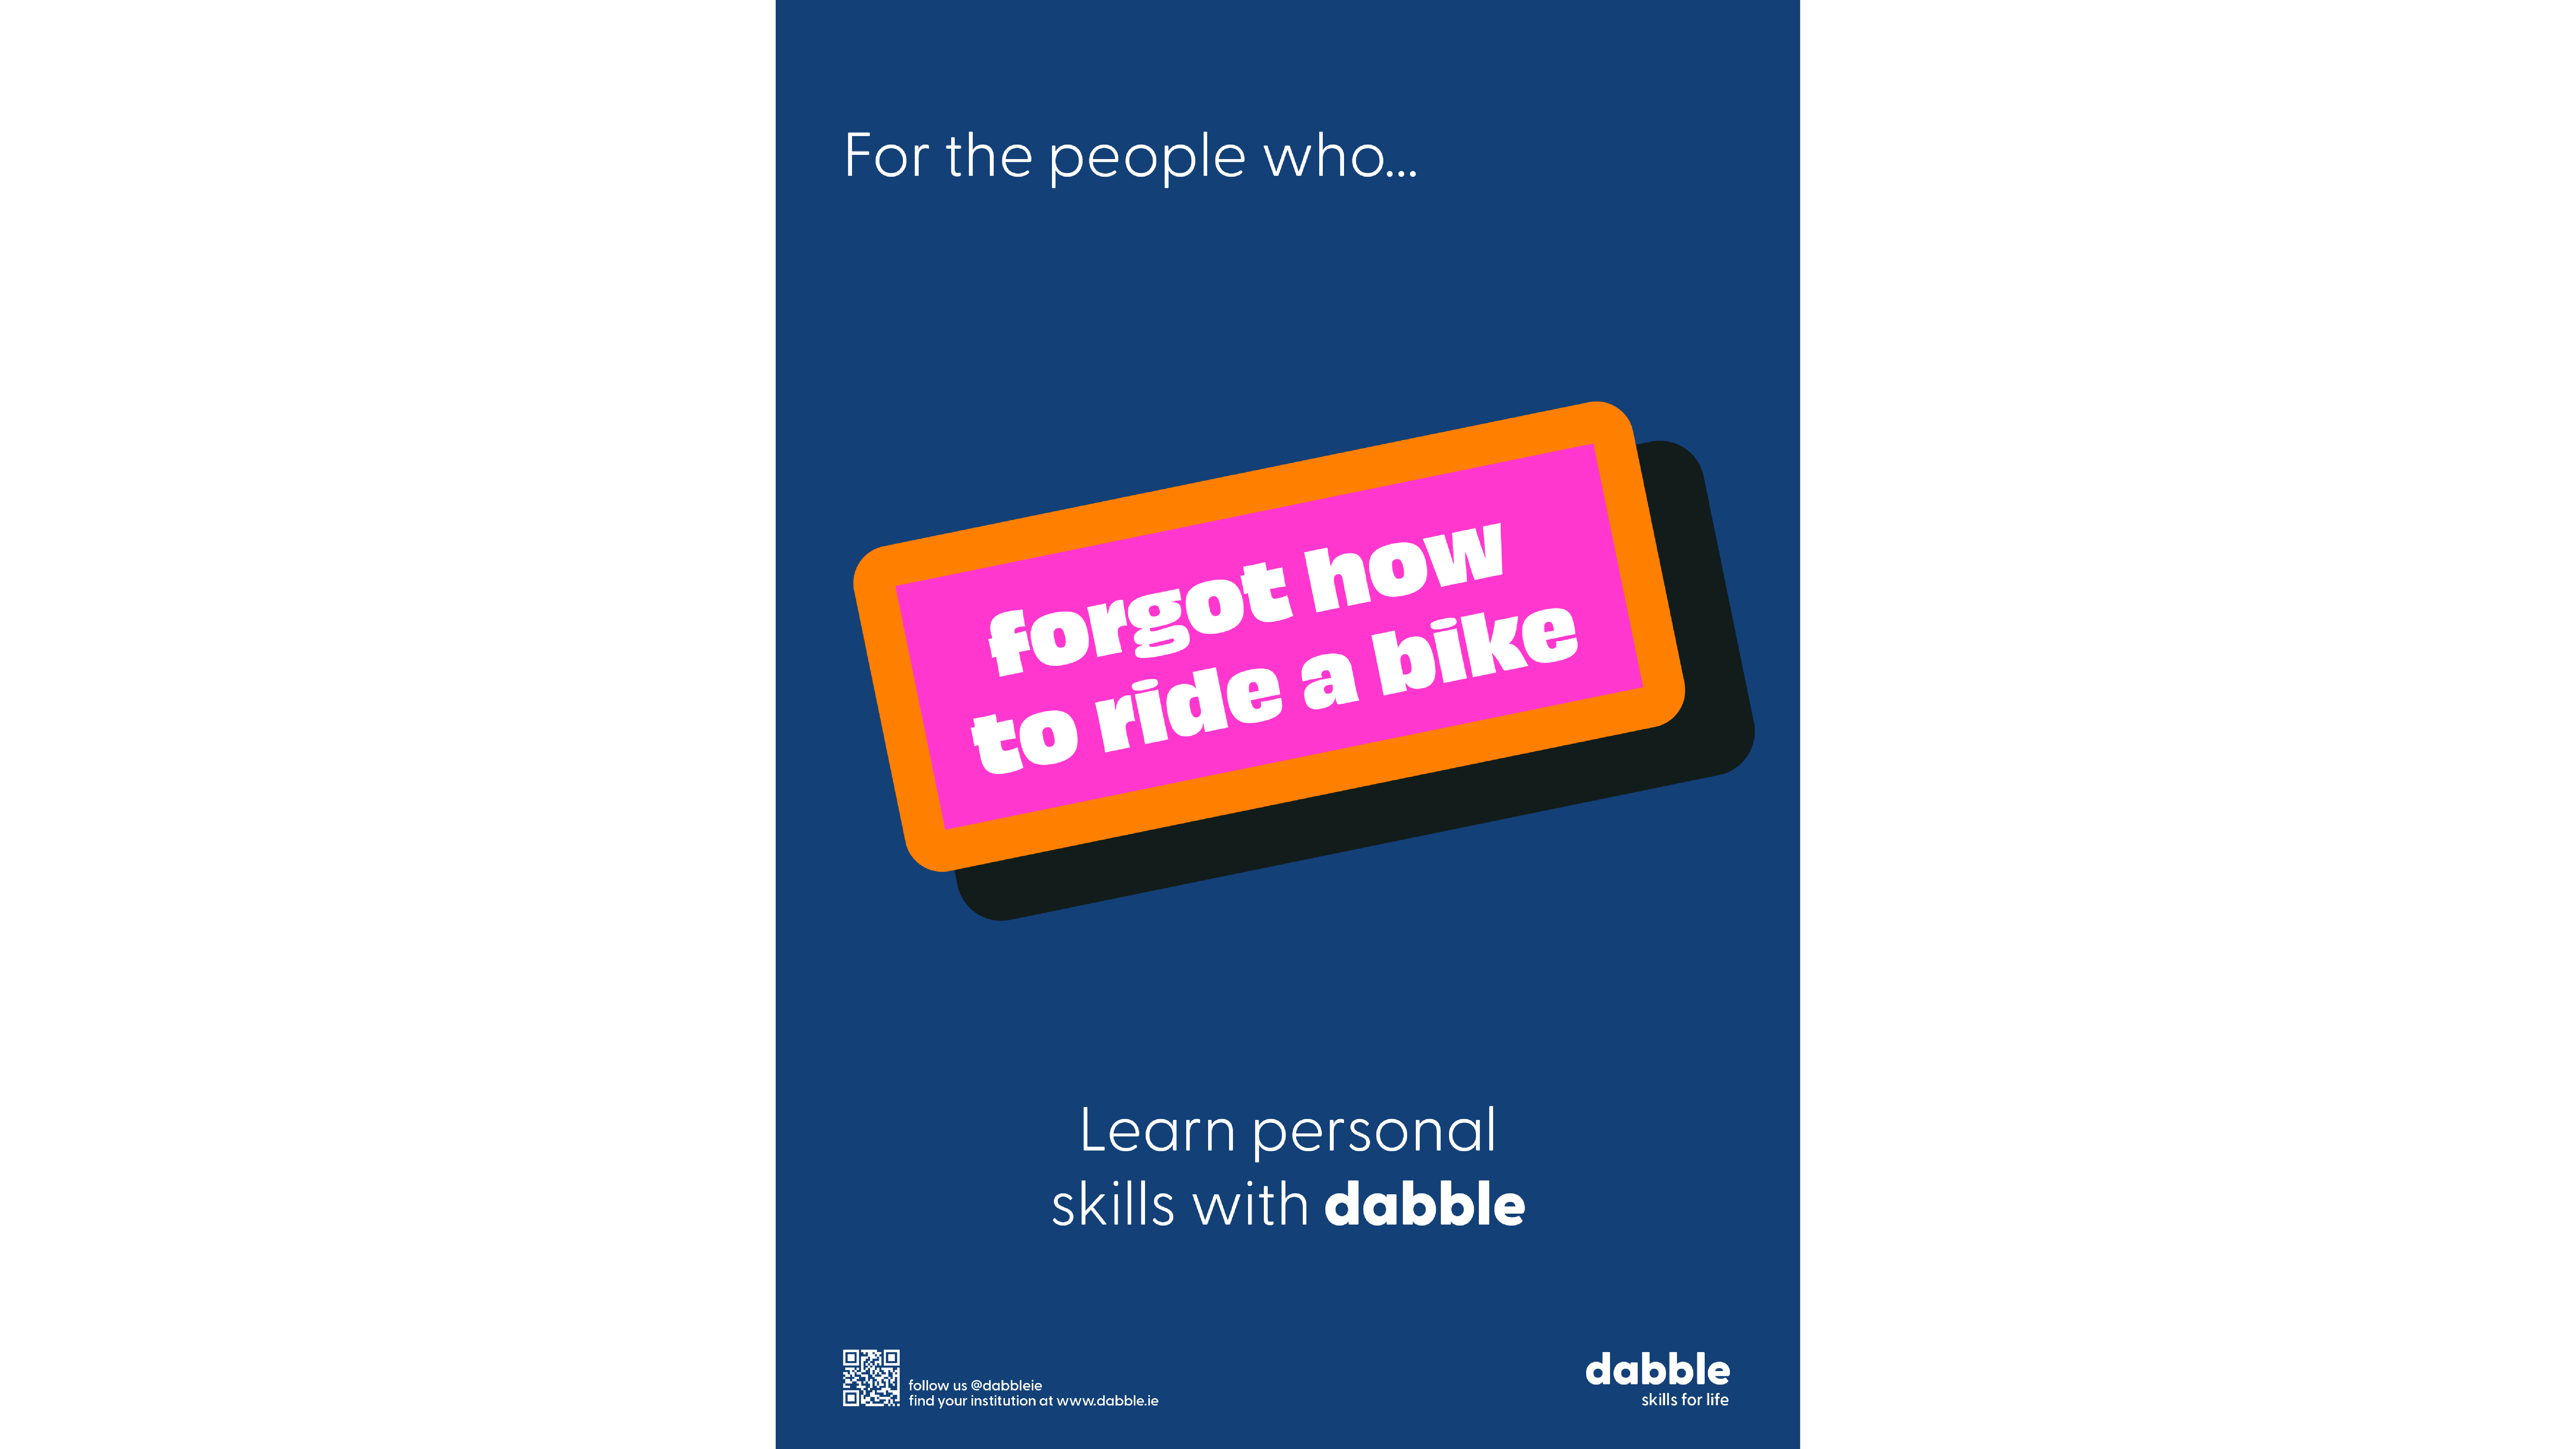 For the people who...
forgot how
to ride a bike
Learn personal
skills with dabble
follow us @dabbleie
find your institution at www.dabble.ie
dabble
skills for life